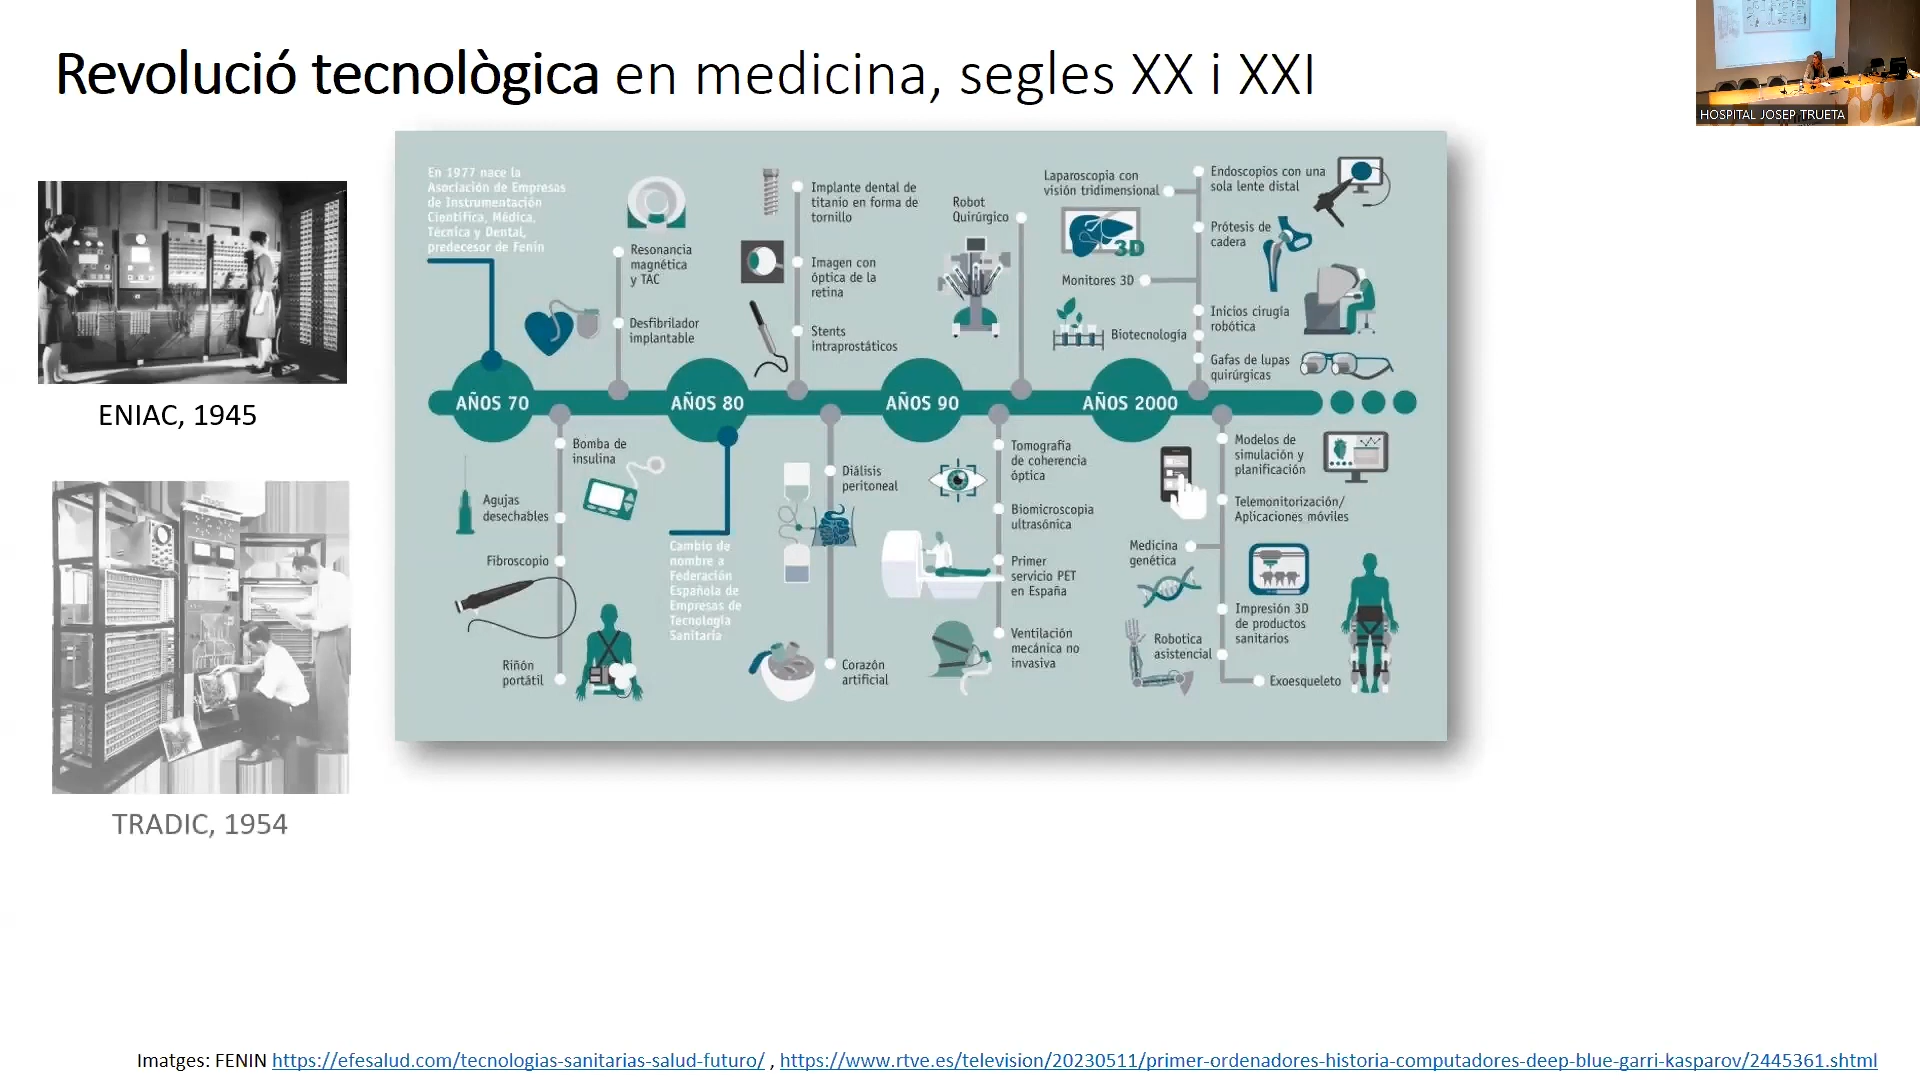 Revolució tecnològica en medicina, segles XX i XXI
HOSPITAL JOSEP TRUETA
ENIAC, 1945
TRADIC, 1954
En 1977 nace la
Asociación de Empresas
de Instrumentación
Científica, Médica,
Técnica y Dental,
predecesor de Fenin
Resonancia
magnética
y TAC
Desfibrilador
implantable
Implante dental de
titanio en forma de
tornillo
Imagen con
óptica de la
retina
Stents
intraprostáticos
Robot
Quirúrgico
Laparoscopia con
visión tridimensional
3D
Monitores 3D
Biotecnología
Endoscopios con una
sola lente distal
Prótesis de
cadera
Inicios cirugía
robótica
Gafas de lupas
quirúrgicas
AÑOS 70
AÑOS 80
AÑOS 90
AÑOS 2000
Bomba de
insulina
Agujas
desechables
Fibroscopio
Riñón
portátil
Cambio de
nombre a
Federación
Española de
Empresas de
Tecnología
Sanitaria
Diálisis
peritoneal
Corazón
artificial
Tomografía
de coherencia
óptica
Biomicroscopia
ultrasónica
Primer
servicio PET
en España
Ventilación
mecánica no
invasiva
Modelos de
simulación y
planificación
Telemonitorización/
Aplicaciones móviles
Medicina
genética
Impresión 3D
de productos
sanitarios
Robotica
asistencial
Exoesqueleto
Imatges: FENIN https://efesalud.com/tecnologias-sanitarias-salud-futuro/ , https://www.rtve.es/television/20230511/primer-ordenadores-historia-computadores-deep-blue-garri-kasparov/2445361.shtml